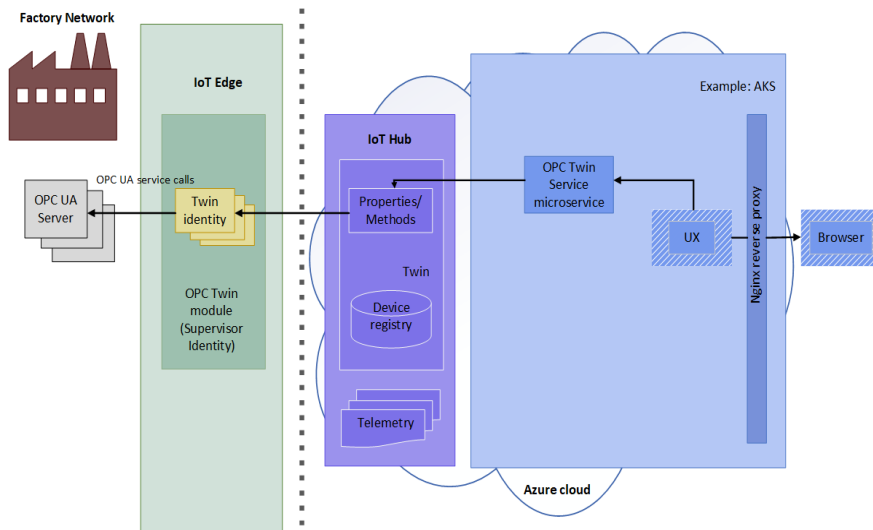 Factory Network
IoT Edge
Example: AKS
IoT Hub
OPC UA service calls
OPC UA
Server
Twin
identity
Properties/
Methods
OPC Twin
Service
microservice
UX
Nginx reverse proxy
Browser
Twin
OPC Twin
module
(Supervisor
Identity)
Device
registry
Telemetry
Azure cloud